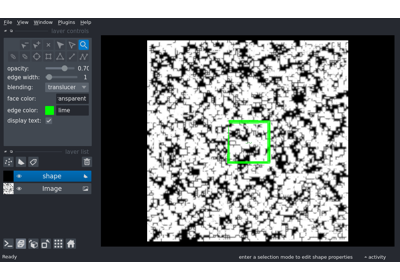 File View Window Plugins Help
layer controls
opacity: 0.70
edge width: 1
blending: translucer
face color: ansparent
edge color: lime
display text:
layer list
shape
Image
Ready enter a selection mode to edit shape properties activity